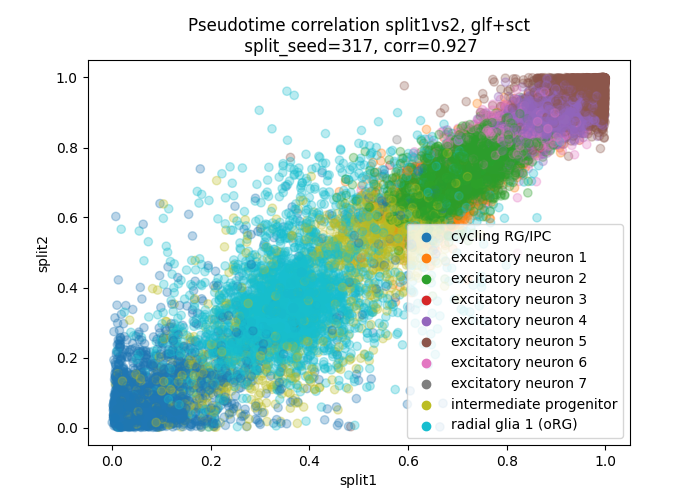 Pseudotime correlation split1vs2, glf+sct
split_seed=317, corr=0.927
split2
1.0
0.8
0.6
0.4
0.2
0.0
cycling RG/IPC
excitatory neuron 1
excitatory neuron 2
excitatory neuron 3
excitatory neuron 4
excitatory neuron 5
excitatory neuron 6
excitatory neuron 7
intermediate progenitor
radial glia 1 (oRG)
0.0 0.2 0.4 0.6 0.8 1.0
split1